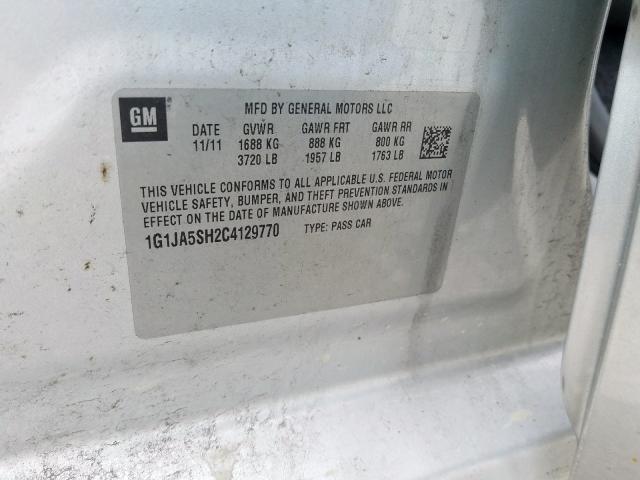 GM
MFD BY GENERAL MOTORS LLC
DATE GVWR GAWR FRT GAWR RR
11/11 1688 KG 888 KG 800 KG
3720 LB 1957 LB 1763 LB
THIS VEHICLE CONFORMS TO ALL APPLICABLE U.S. FEDERAL MOTOR
VEHICLE SAFETY, BUMPER, AND THEFT PREVENTION STANDARDS IN
EFFECT ON THE DATE OF MANUFACTURE SHOWN ABOVE.
1G1JA5SH2C4129770 TYPE: PASS CAR